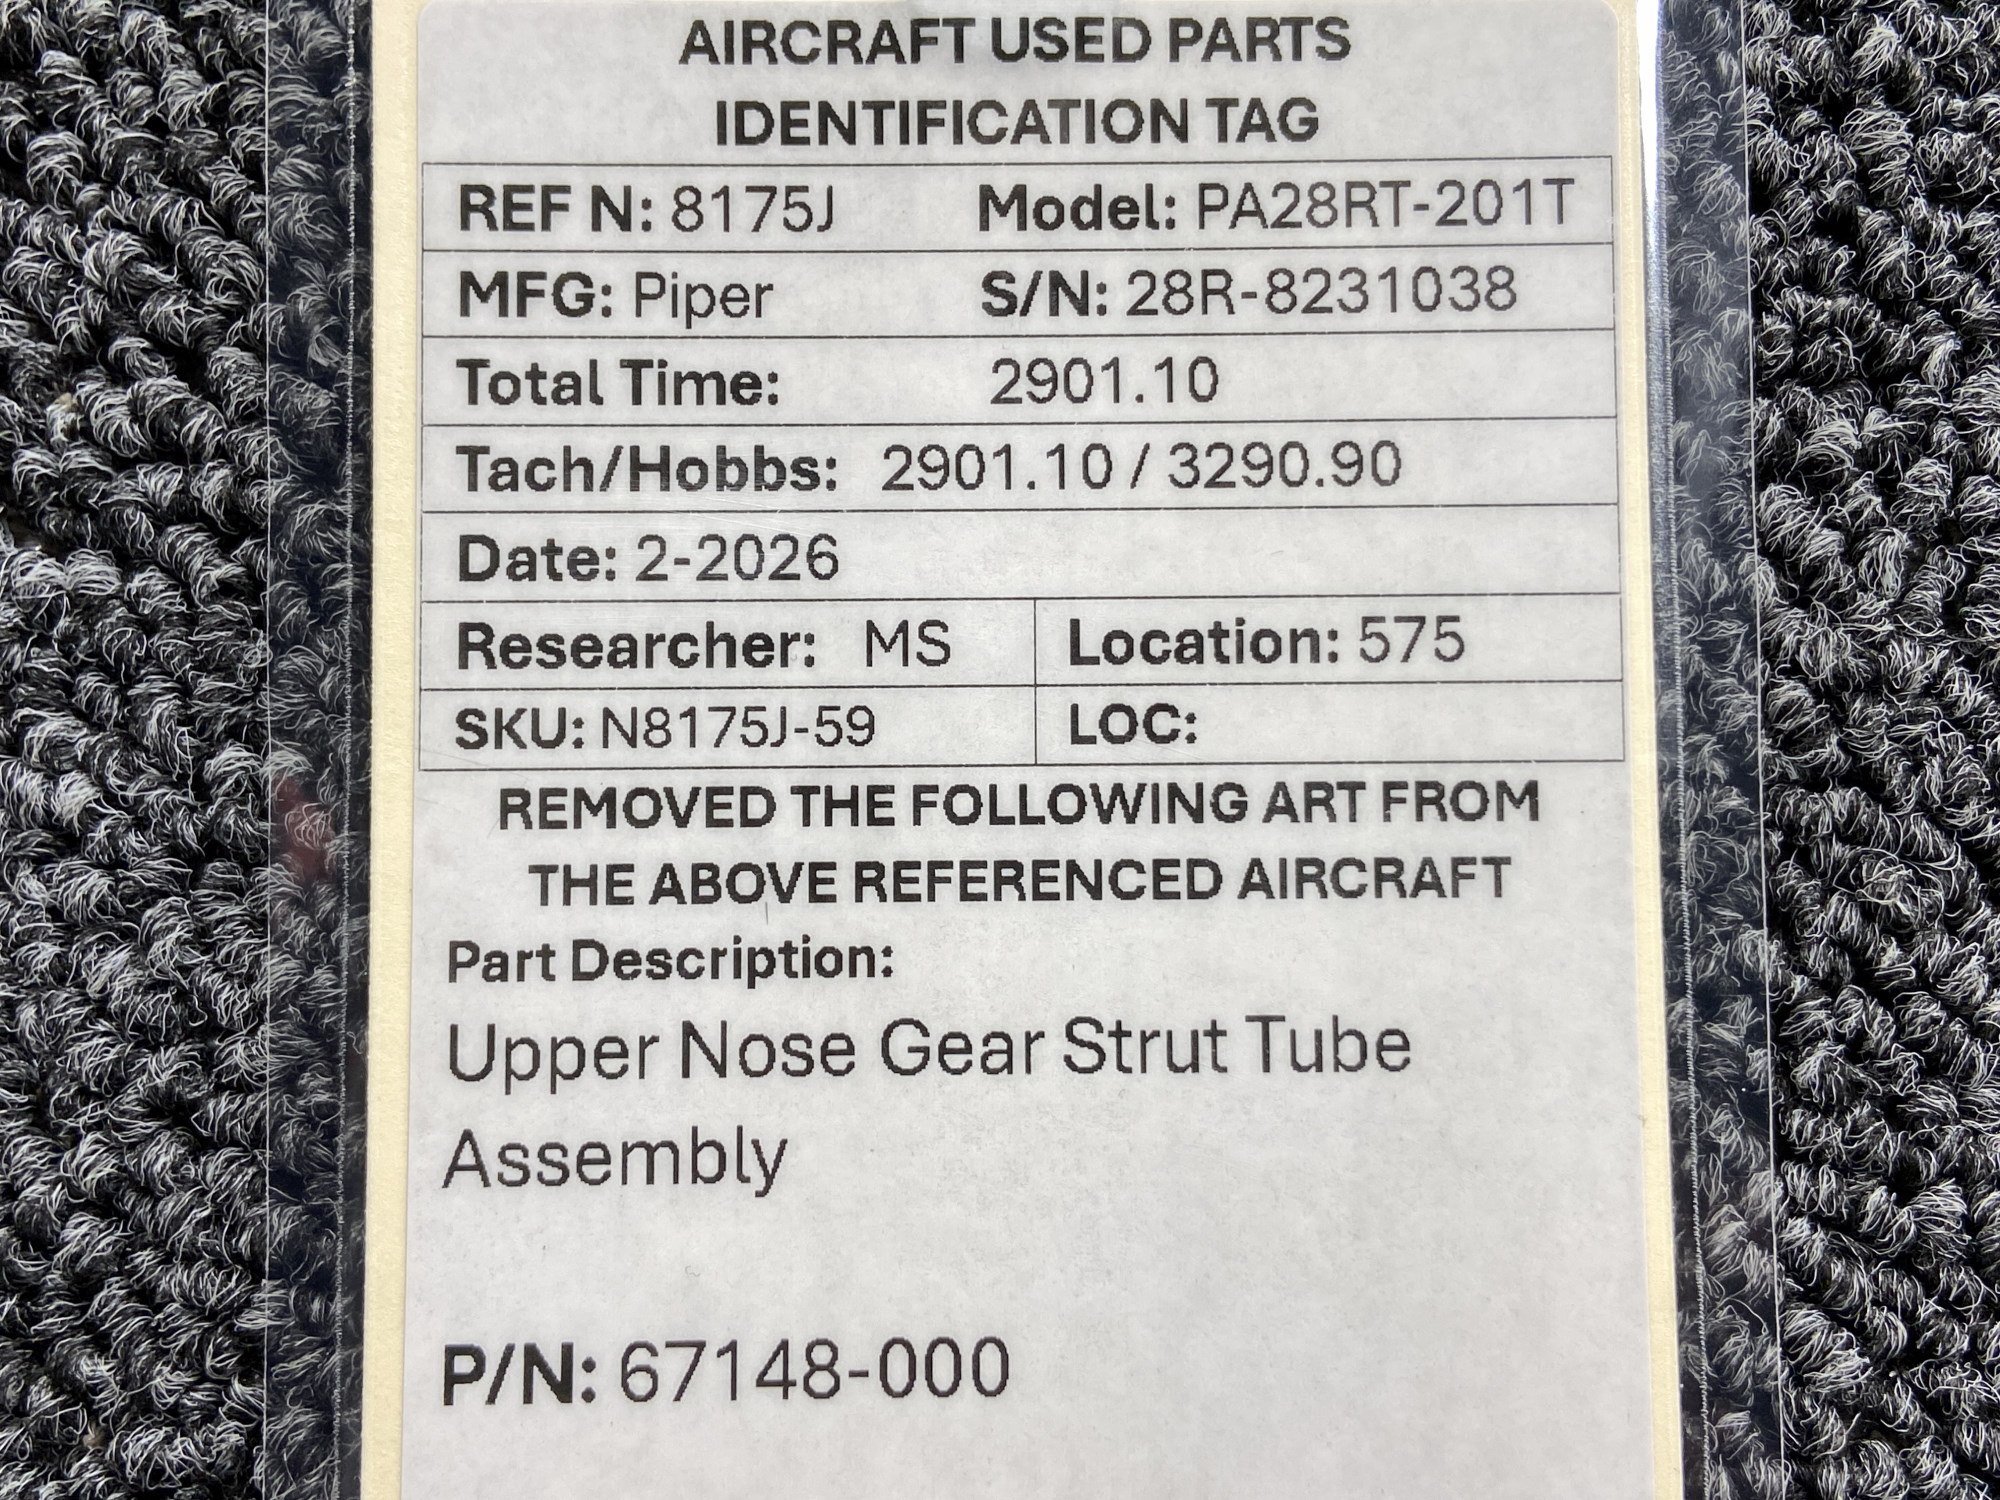 AIRCRAFT USED PARTS
IDENTIFICATION TAG
REF N: 8175J Model: PA28RT-201T
MFG: Piper S/N: 28R-8231038
Total Time: 2901.10
Tach/Hobbs: 2901.10 / 3290.90
Date: 2-2026
Researcher: MS Location: 575
SKU: N8175J-59 LOC:
REMOVED THE FOLLOWING ART FROM
THE ABOVE REFERENCED AIRCRAFT
Part Description:
Upper Nose Gear Strut Tube
Assembly
P/N: 67148-000